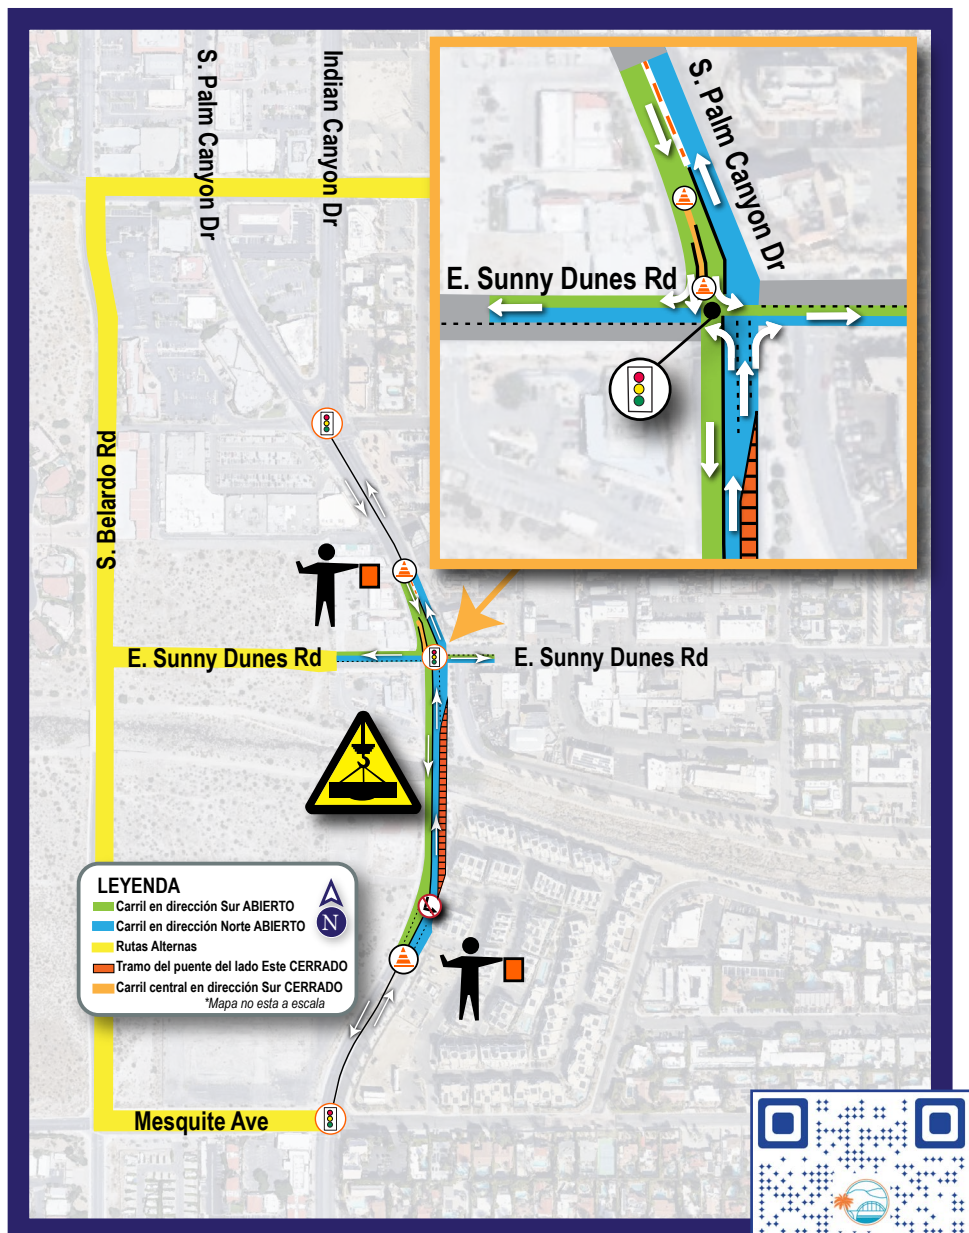 S. Palm Canyon Dr
Indian Canyon Dr
S. Palm Canyon Dr
E. Sunny Dunes Rd
S. Belardo Rd
E. Sunny Dunes Rd
E. Sunny Dunes Rd
LEYENDA
Carril en dirección Sur ABIERTO
Carril en dirección Norte ABIERTO
N
Rutas Alternas
Tramo del puente del lado Este CERRADO
Carril central en dirección Sur CERRADO
*Mapa no esta a escala
Mesquite Ave